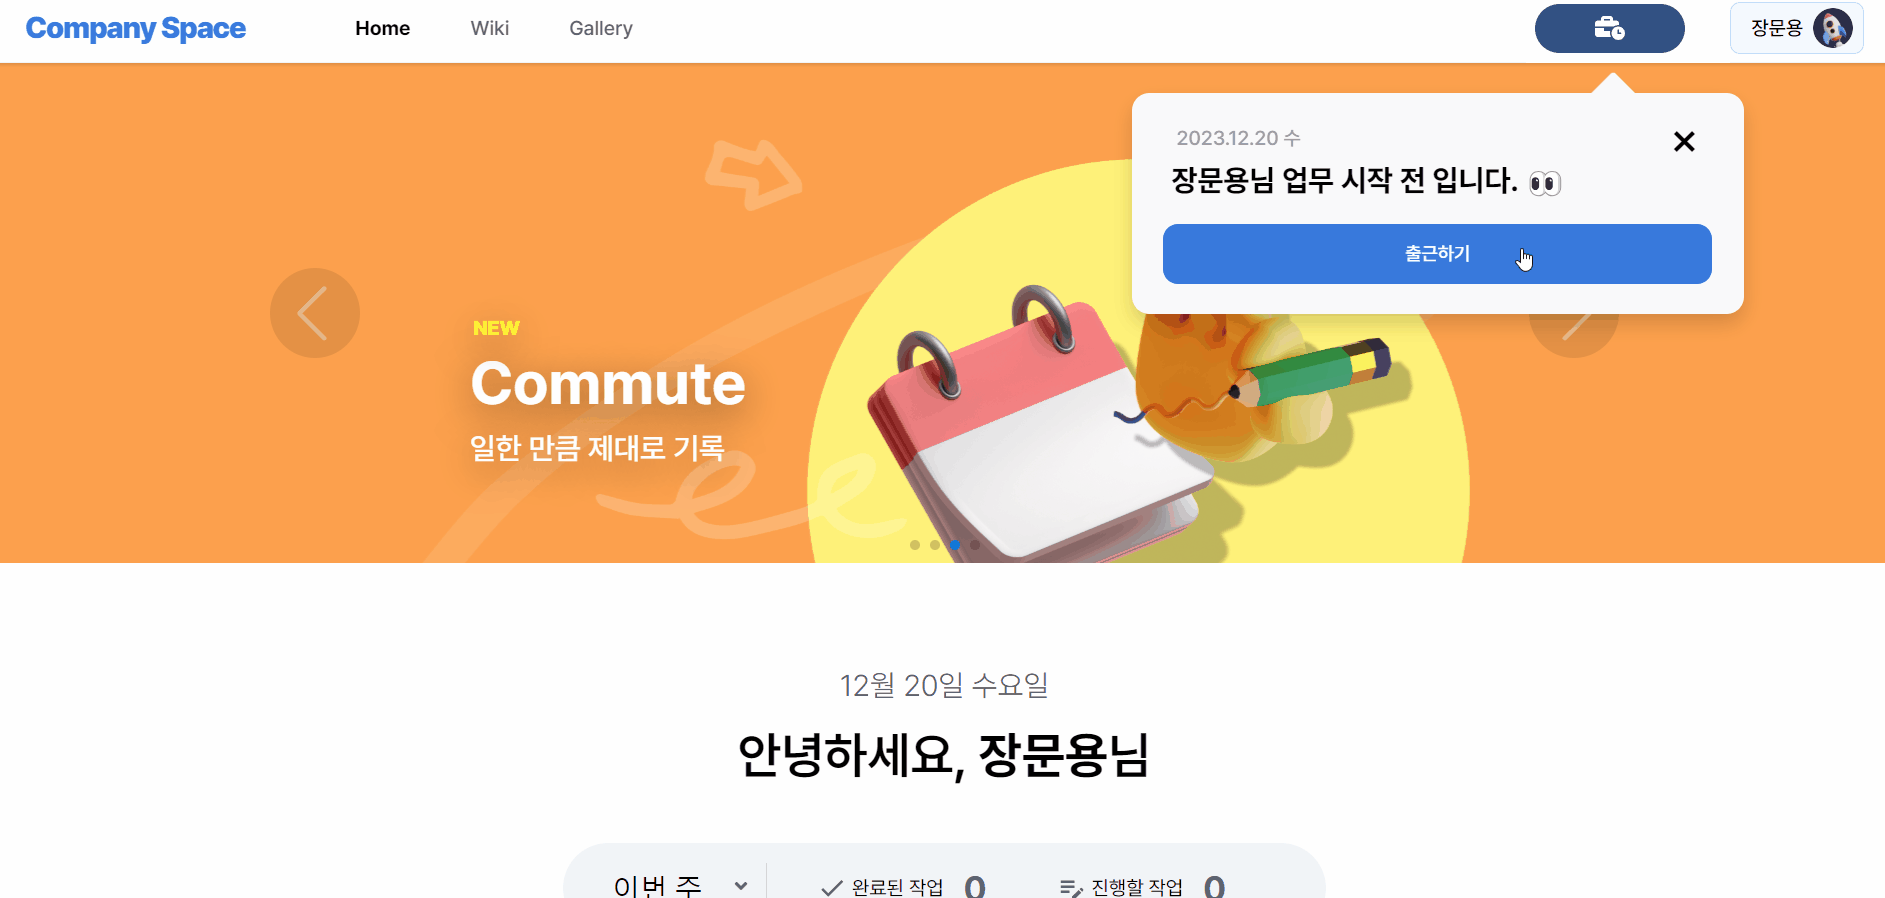 Company Space
Home
Wiki
Gallery
장문용
2023.12.20 수
장문용님 업무 시작 전 입니다. 👀
출근하기
NEW
Commute
일한 만큼 제대로 기록
12월 20일 수요일
안녕하세요, 장문용님
이번 주
완료된 작업 0
진행할 작업 0